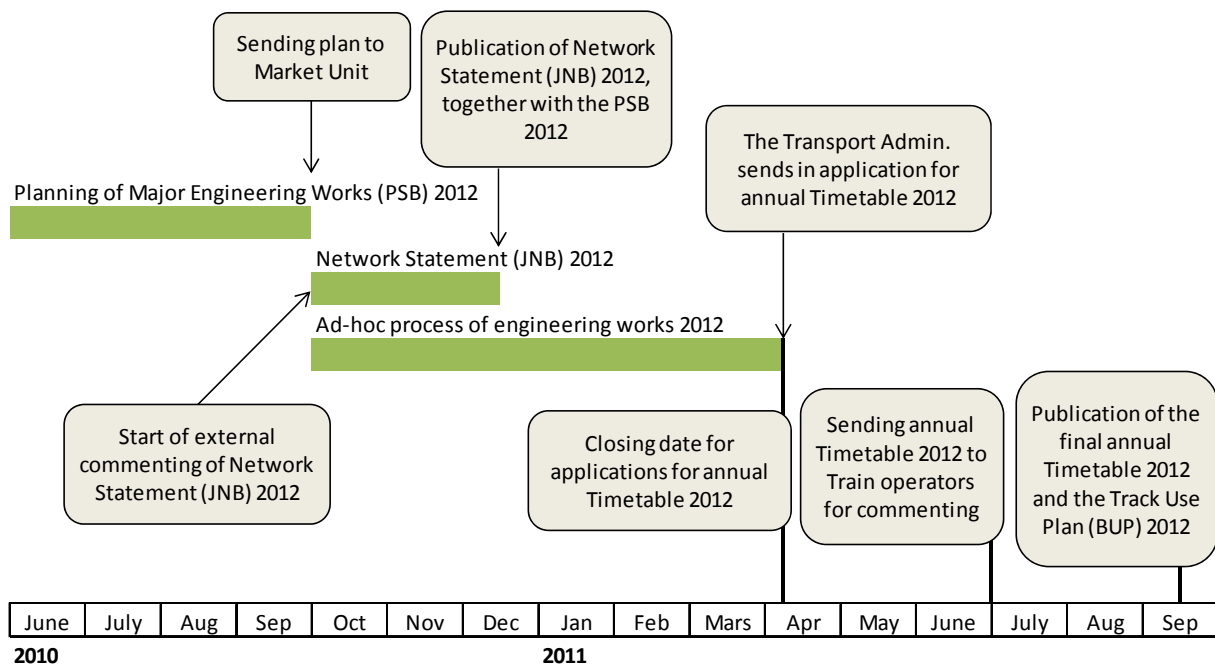 Sending plan to
Market Unit
Publication of Network
Statement (JNB) 2012,
together with the PSB
2012
The Transport Admin.
sends in application for
annual Timetable 2012
Planning of Major Engineering Works (PSB) 2012
Network Statement (JNB) 2012
Ad-hoc process of engineering works 2012
Start of external
commenting of Network
Statement (JNB) 2012
Closing date for
applications for annual
Timetable 2012
Sending annual
Timetable 2012 to
Train operators
for commenting
Publication of the
final annual
Timetable 2012
and the Track Use
Plan (BUP) 2012
June July Aug Sep Oct Nov Dec Jan Feb Mars Apr May June July Aug Sep
2010 2011